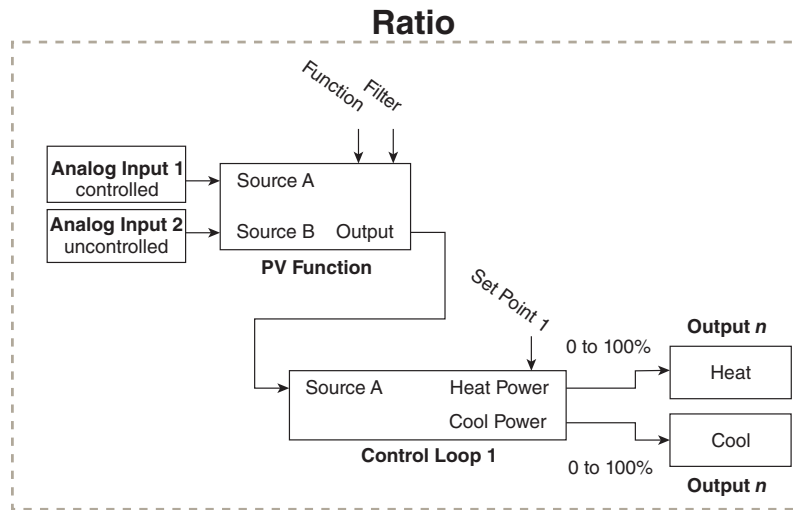 Ratio
Function
Filter
Analog Input 1
controlled
Source A
Analog Input 2
uncontrolled
Source B Output
PV Function
Set Point 1
Output n
0 to 100%
Heat
Source A Heat Power
Cool Power
Cool
Control Loop 1
0 to 100%
Output n